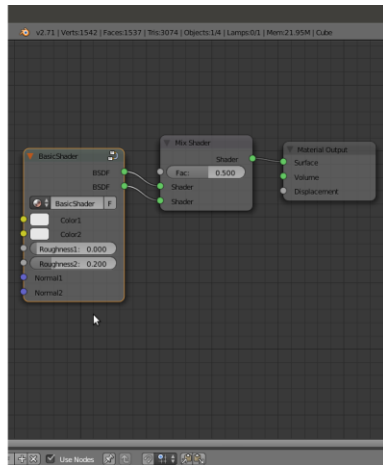 v2.71 | Verts:1542 | Faces:1537 | Tris:3074 | Objects:1/4 | Lamps:0/1 | Mem:21.95M | Cube
BasicShader
BSDF
BSDF
BasicShader F
Color1
Color2
Roughness1: 0.000
Roughness2: 0.200
Normal1
Normal2
Mix Shader
Shader
Fac: 0.500
Shader
Shader
Material Output
Surface
Volume
Displacement
Use Nodes